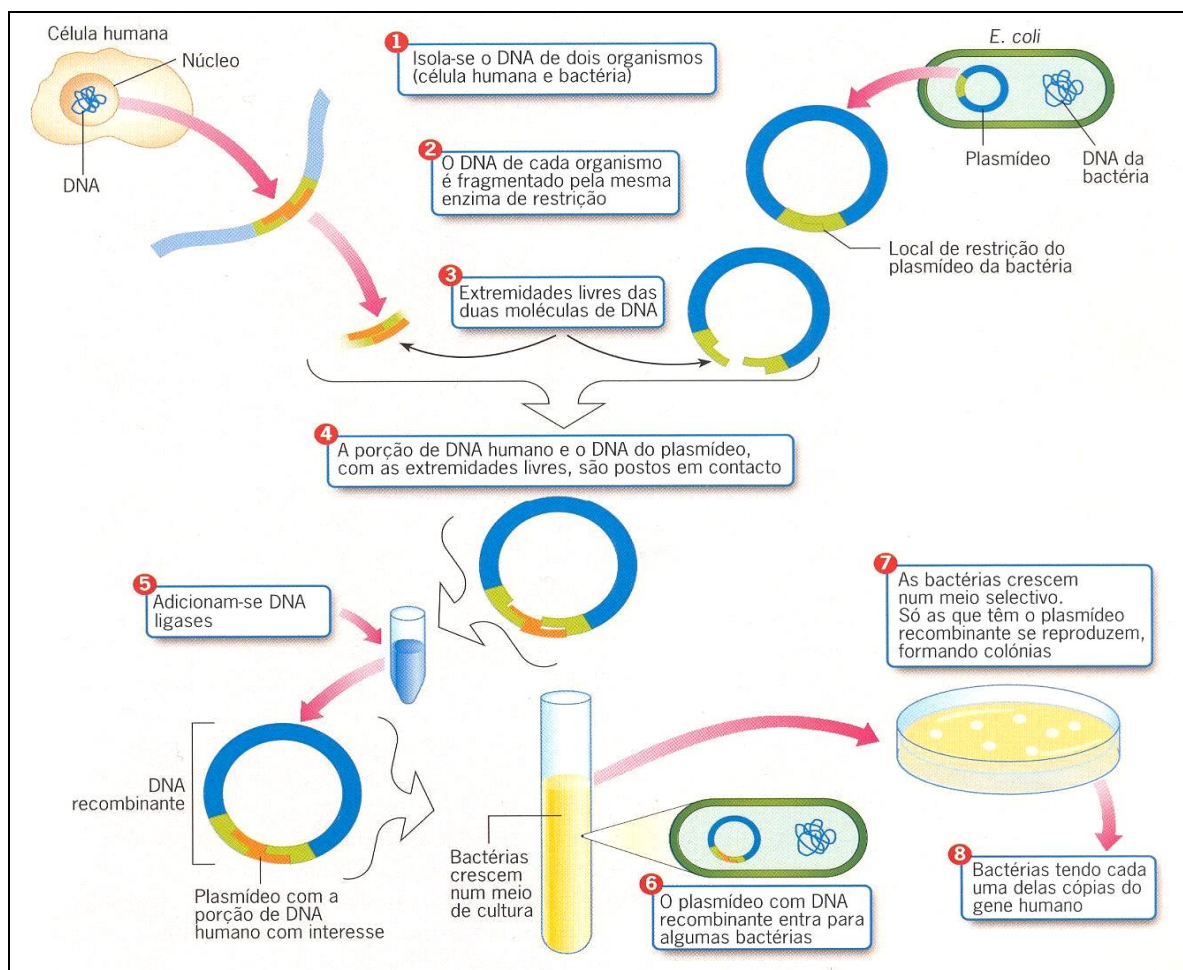 Célula humana
Núcleo
DNA
1
Isola-se o DNA de dois organismos
(célula humana e bactéria)
E. coli
Plasmídeo
DNA da
bactéria
2
O DNA de cada organismo
é fragmentado pela mesma
enzima de restrição
Local de restrição do
plasmídeo da bactéria
3
Extremidades livres das
duas moléculas de DNA
4
A porção de DNA humano e o DNA do plasmídeo,
com as extremidades livres, são postos em contacto
5
Adicionam-se DNA
ligases
DNA
recombinante
Plasmídeo com a
porção de DNA
humano com interesse
Bactérias
crescem
num meio
de cultura
6
O plasmídeo com DNA
recombinante entra para
algumas bactérias
7
As bactérias crescem
num meio selectivo.
Só as que têm o plasmídeo
recombinante se reproduzem,
formando colónias
8
Bactérias tendo cada
uma delas cópias do
gene humano